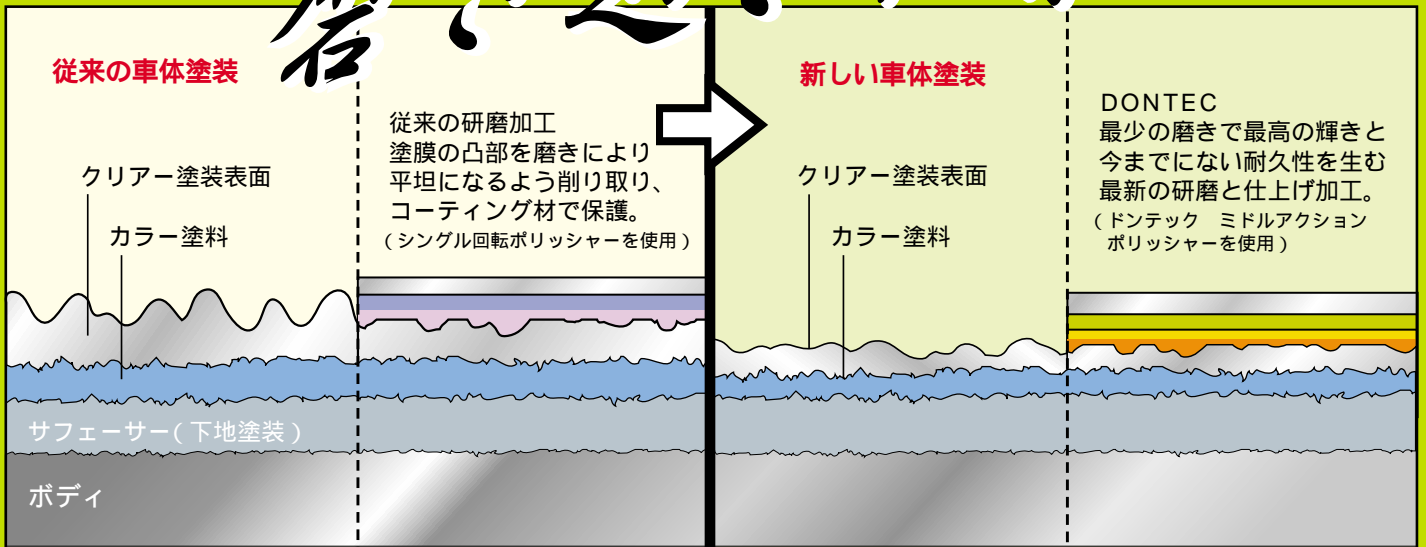 従来の車体塗装
クリアー塗装表面
カラー塗料
従来の研磨加工
塗膜の凸部を磨きにより
平坦になるよう削り取り、
コーティング材で保護。
(シングル回転ポリッシャーを使用)
サフェーサー(下地塗装)
ボディ
新しい車体塗装
クリアー塗装表面
カラー塗料
DONTEC
最少の磨きで最高の輝きと
今までにない耐久性を生む
最新の研磨と仕上げ加工。
(ドンテック ミドルアクション
ポリッシャーを使用)